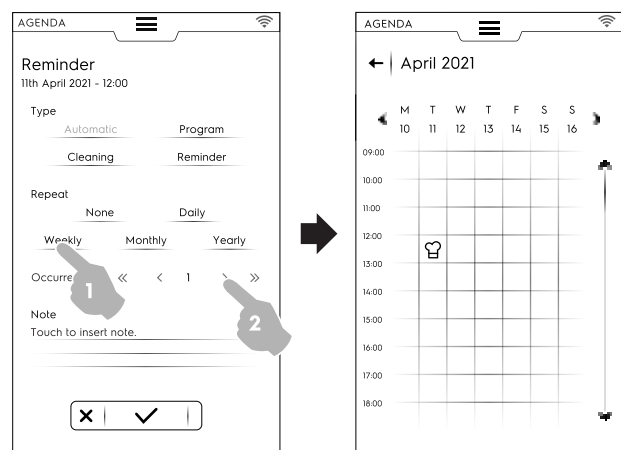 AGENDA
Reminder
11th April 2021 - 12:00
Type
Automatic Program
Cleaning Reminder
Repeat
None Daily
Weekly Monthly Yearly
Occurre « < 1 > »
Note
Touch to insert note.
1
2
AGENDA
April 2021
M T W T F S S
10 11 12 13 14 15 16
09:00
10:00
11:00
12:00
13:00
14:00
15:00
16:00
17:00
18:00